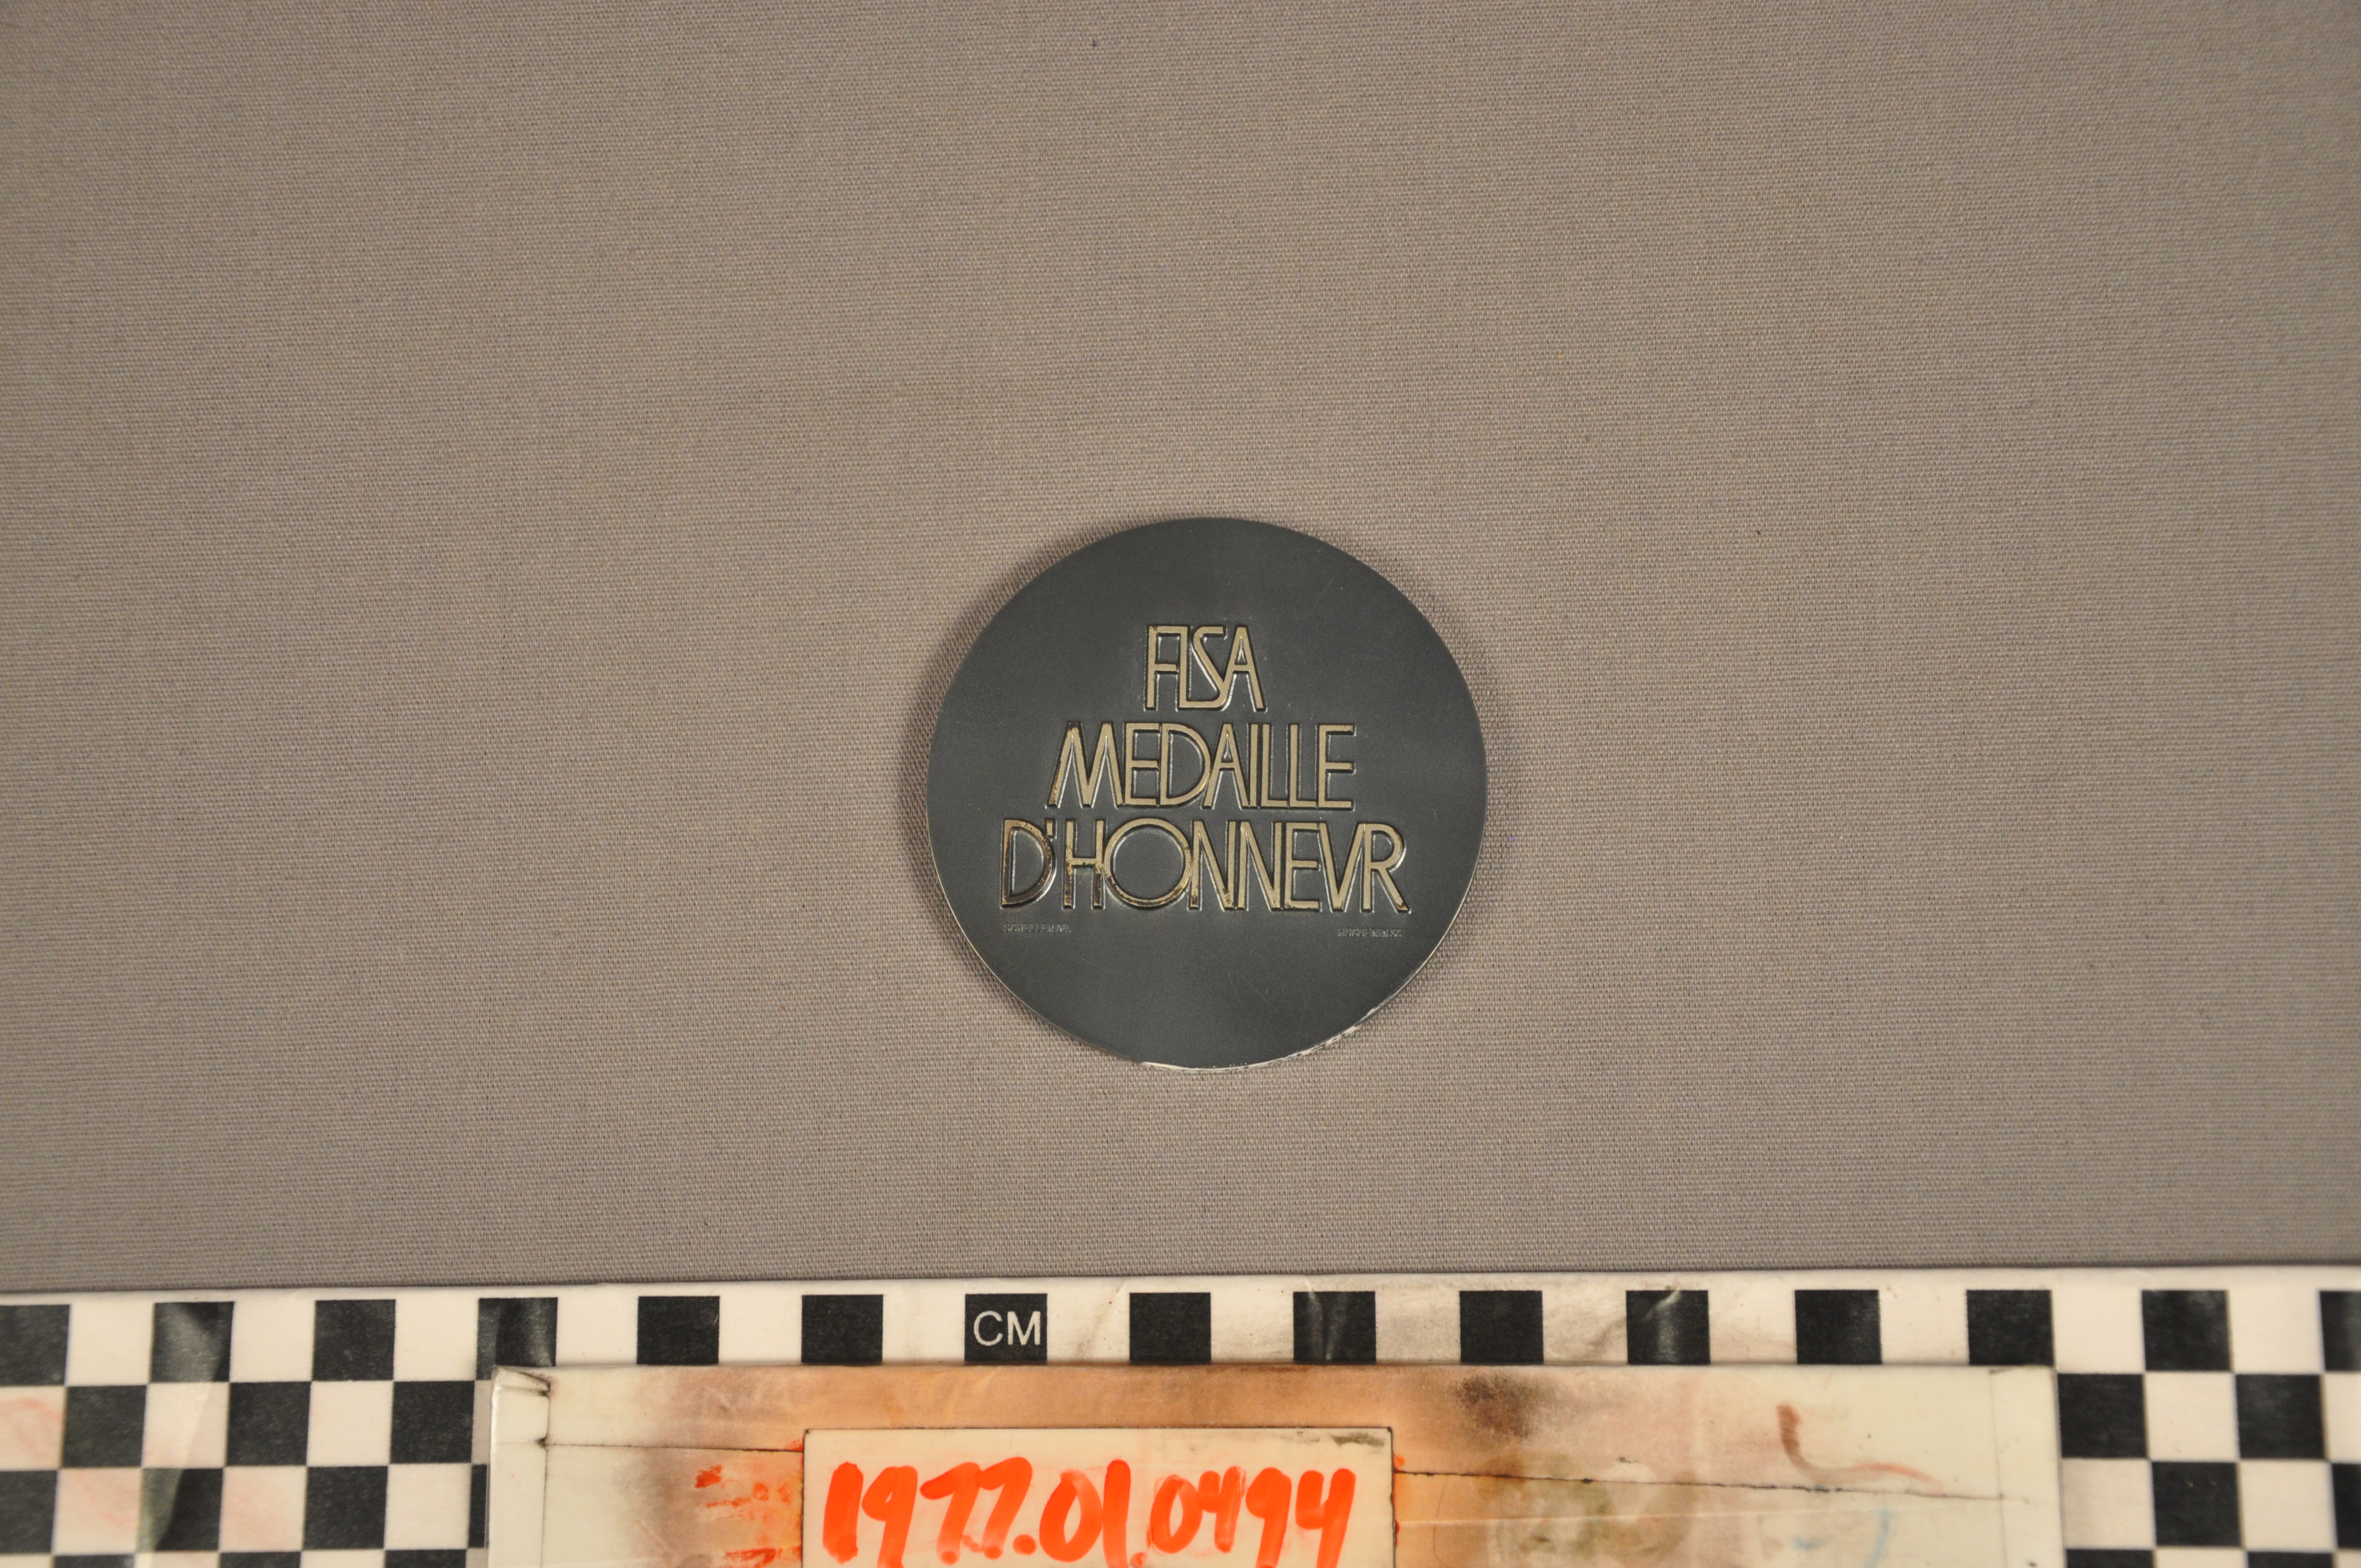 FISA
MEDAILLE
D'HONNEVR
CM
1977.01.0494